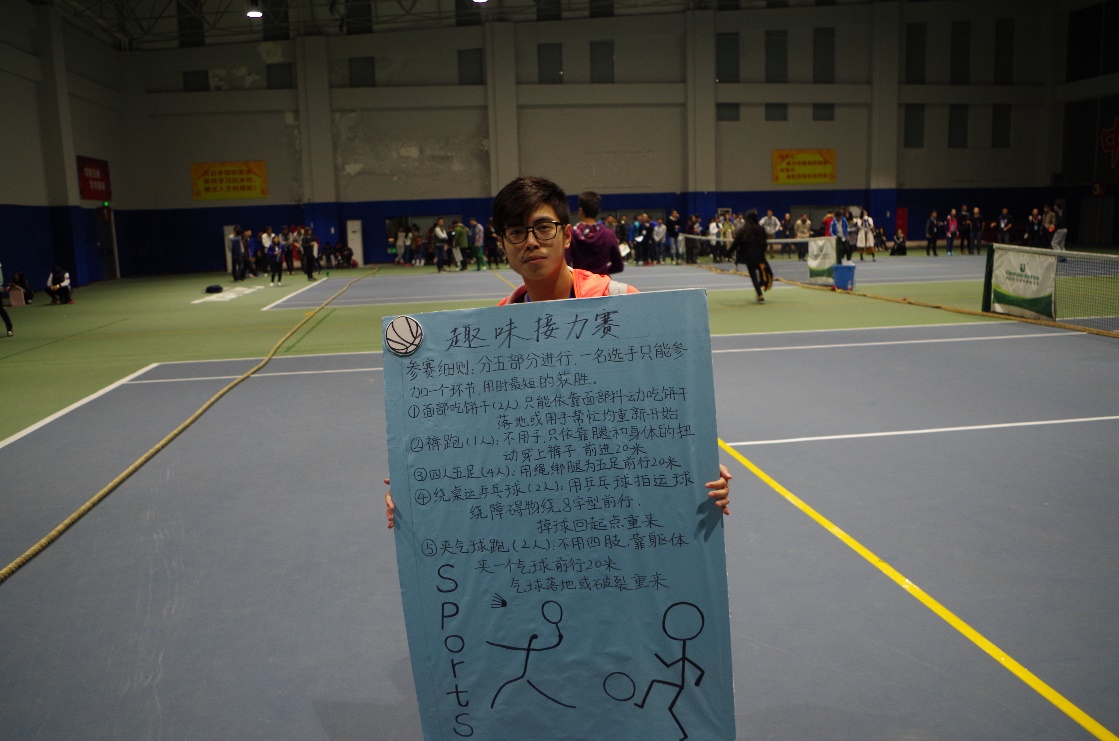 趣味接力赛
参赛细则：分五部分进行，一名选手只能参
加一个环节，用时最短的获胜。
①面部吃饼干(2人)：只能依靠面部抖动吃饼干
落地或用手帮忙均重新开始
②裤跑(1人)：不用手，只依靠腿和身体的扭
动穿上裤子 前进20米
③四人五足(4人)：用绳绑腿为五足前行20米
④绕桌运乒乓球(2人)：用乒乓球拍运球
绕障碍物绕8字型前行，
掉球回起点重来
⑤夹气球跑(2人)：不用四肢，靠躯体
夹一个气球前行20米
气球落地或破裂重来
Sports